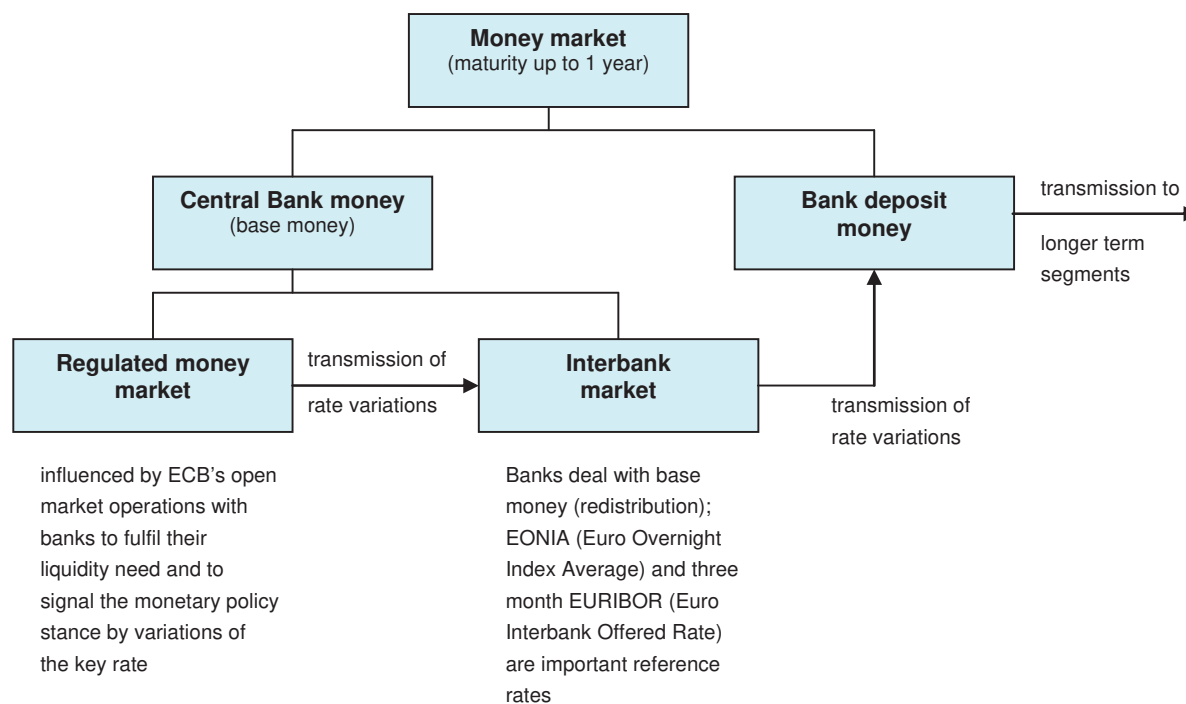 Money market
(maturity up to 1 year)
Central Bank money
(base money)
Bank deposit
money
transmission to
longer term
segments
Regulated money
market
transmission of
rate variations
Interbank
market
transmission of
rate variations
influenced by ECB’s open
market operations with
banks to fulfil their
liquidity need and to
signal the monetary policy
stance by variations of
the key rate
Banks deal with base
money (redistribution);
EONIA (Euro Overnight
Index Average) and three
month EURIBOR (Euro
Interbank Offered Rate)
are important reference
rates